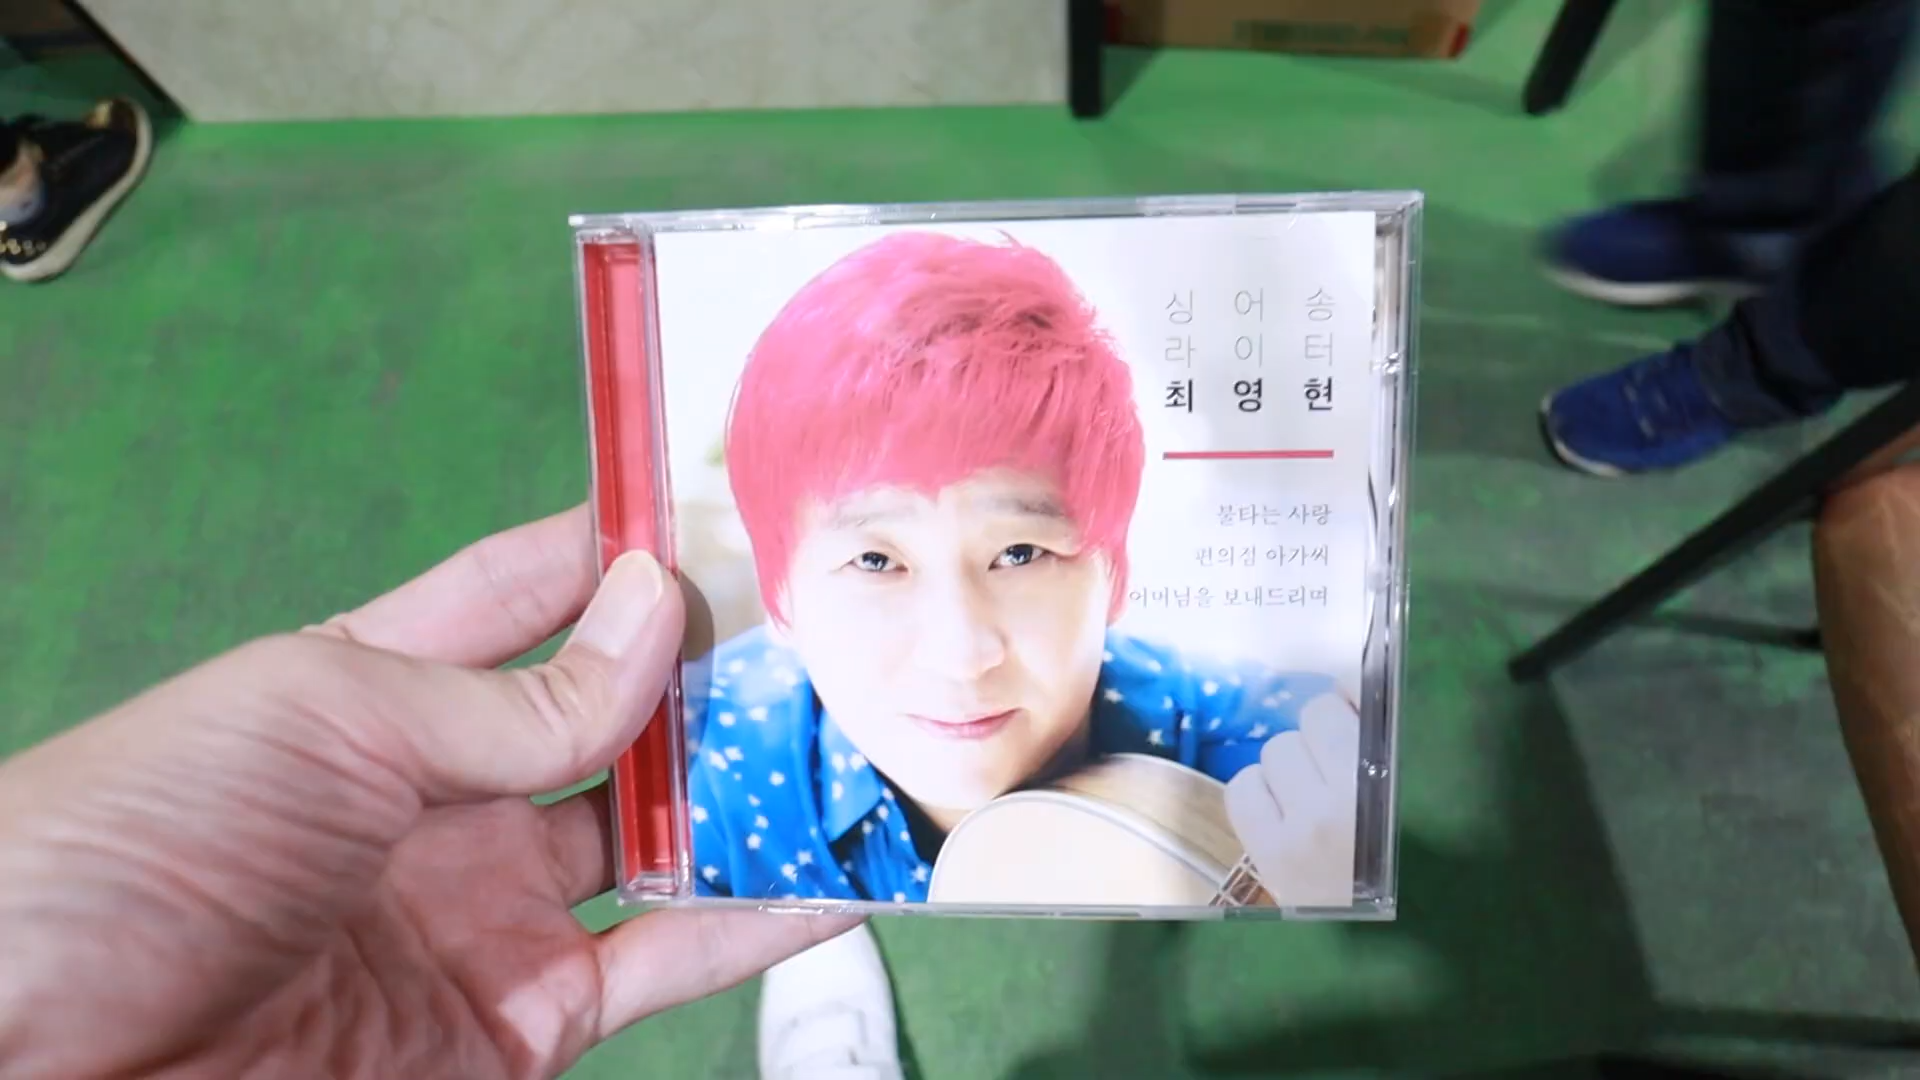 싱 어 송
라 이 터
최 영 현
불타는 사랑
편의점 아가씨
어머님을 보내드리며